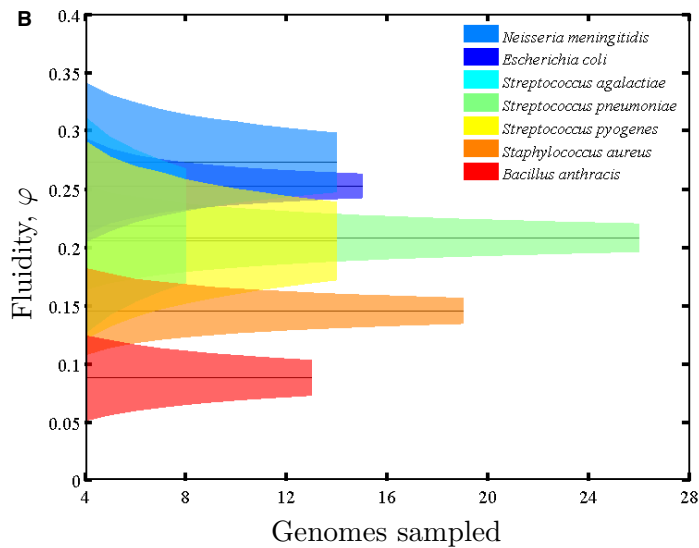 B
0.4
0.35
0.3
0.25
0.2
0.15
0.1
0.05
0
Fluidity, φ
Neisseria meningitidis
Escherichia coli
Streptococcus agalactiae
Streptococcus pneumoniae
Streptococcus pyogenes
Staphylococcus aureus
Bacillus anthracis
4 8 12 16 20 24 28
Genomes sampled